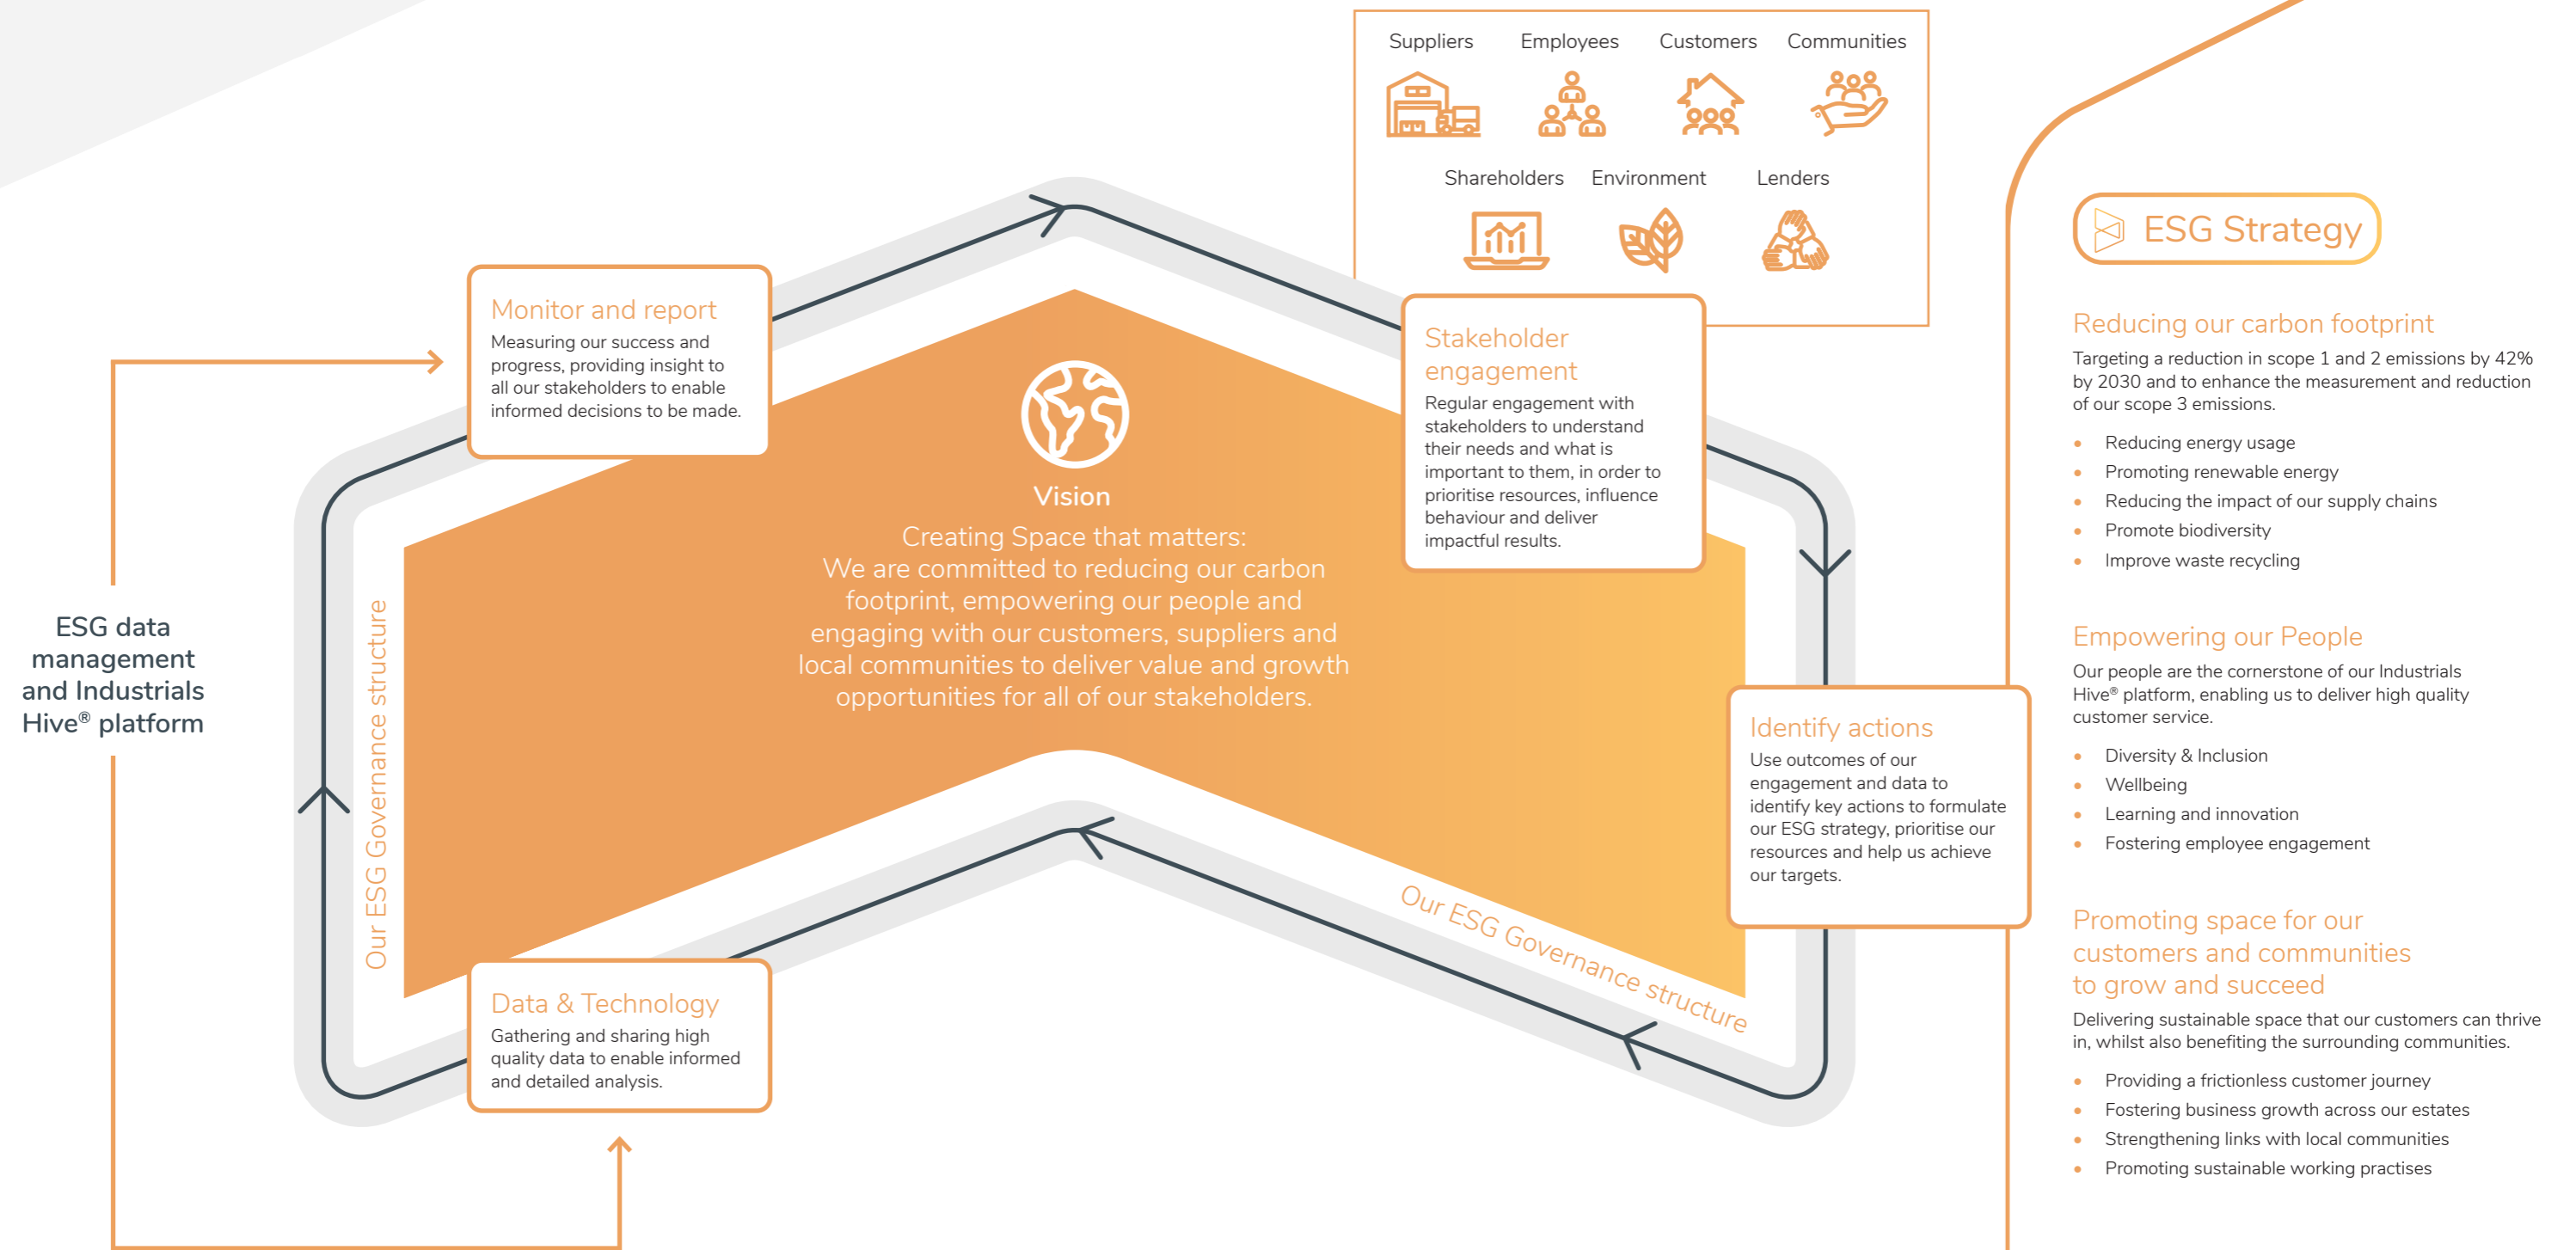 Suppliers
Employees
Customers
Communities
Shareholders
Environment
Lenders
Monitor and report
Measuring our success and
progress, providing insight to
all our stakeholders to enable
informed decisions to be made.
Stakeholder
engagement
Regular engagement with
stakeholders to understand
their needs and what is
important to them, in order to
prioritise resources, influence
behaviour and deliver
impactful results.
Vision
Creating Space that matters:
We are committed to reducing our carbon
footprint, empowering our people and
engaging with our customers, suppliers and
local communities to deliver value and growth
opportunities for all of our stakeholders.
ESG data
management
and Industrials
Hive® platform
Our ESG Governance structure
Identify actions
Use outcomes of our
engagement and data to
identify key actions to formulate
our ESG strategy, prioritise our
resources and help us achieve
our targets.
Our ESG Governance structure
Data & Technology
Gathering and sharing high
quality data to enable informed
and detailed analysis.
ESG Strategy
Reducing our carbon footprint
Targeting a reduction in scope 1 and 2 emissions by 42%
by 2030 and to enhance the measurement and reduction
of our scope 3 emissions.
• Reducing energy usage
• Promoting renewable energy
• Reducing the impact of our supply chains
• Promote biodiversity
• Improve waste recycling
Empowering our People
Our people are the cornerstone of our Industrials
Hive® platform, enabling us to deliver high quality
customer service.
• Diversity & Inclusion
• Wellbeing
• Learning and innovation
• Fostering employee engagement
Promoting space for our
customers and communities
to grow and succeed
Delivering sustainable space that our customers can thrive
in, whilst also benefiting the surrounding communities.
• Providing a frictionless customer journey
• Fostering business growth across our estates
• Strengthening links with local communities
• Promoting sustainable working practises